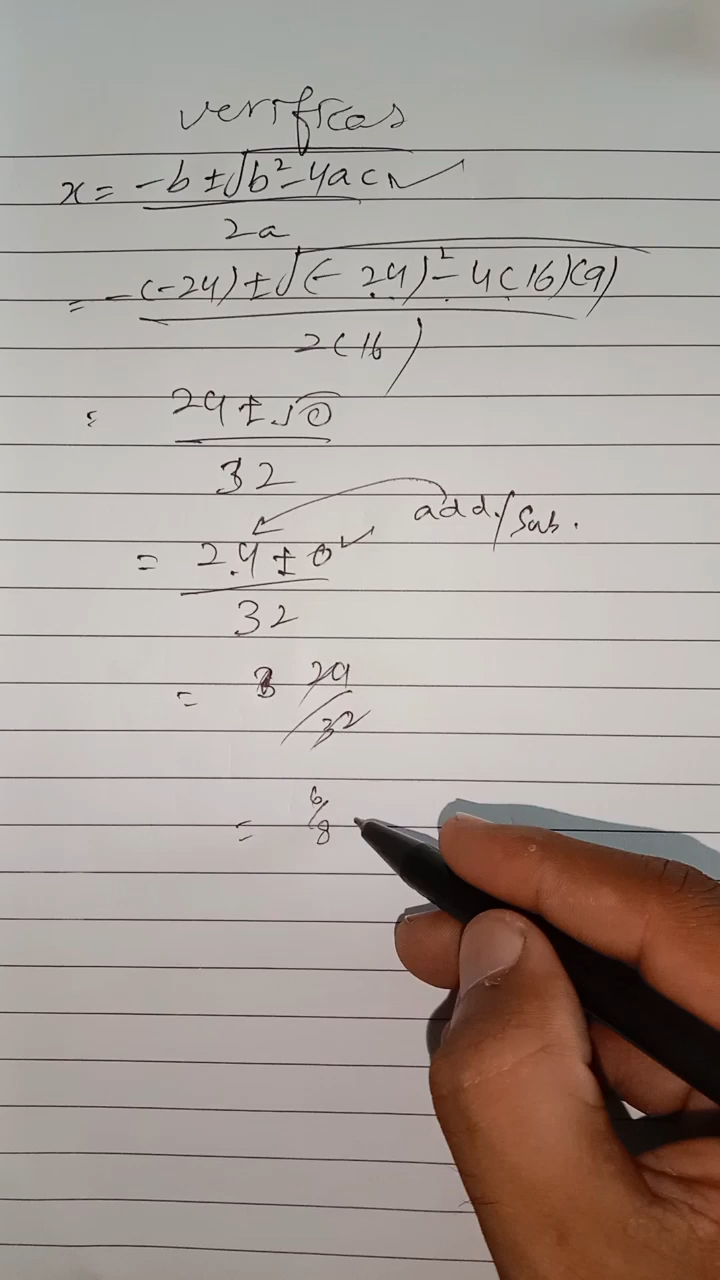 verificas
x = -b ± √b² - 4ac
2a
= -(-24) ± √(-24)² - 4(16)(9)
2(16)
= 24 ± √0
32
add/sub.
= 24 ± 0
32
= 24/32
= 6/8